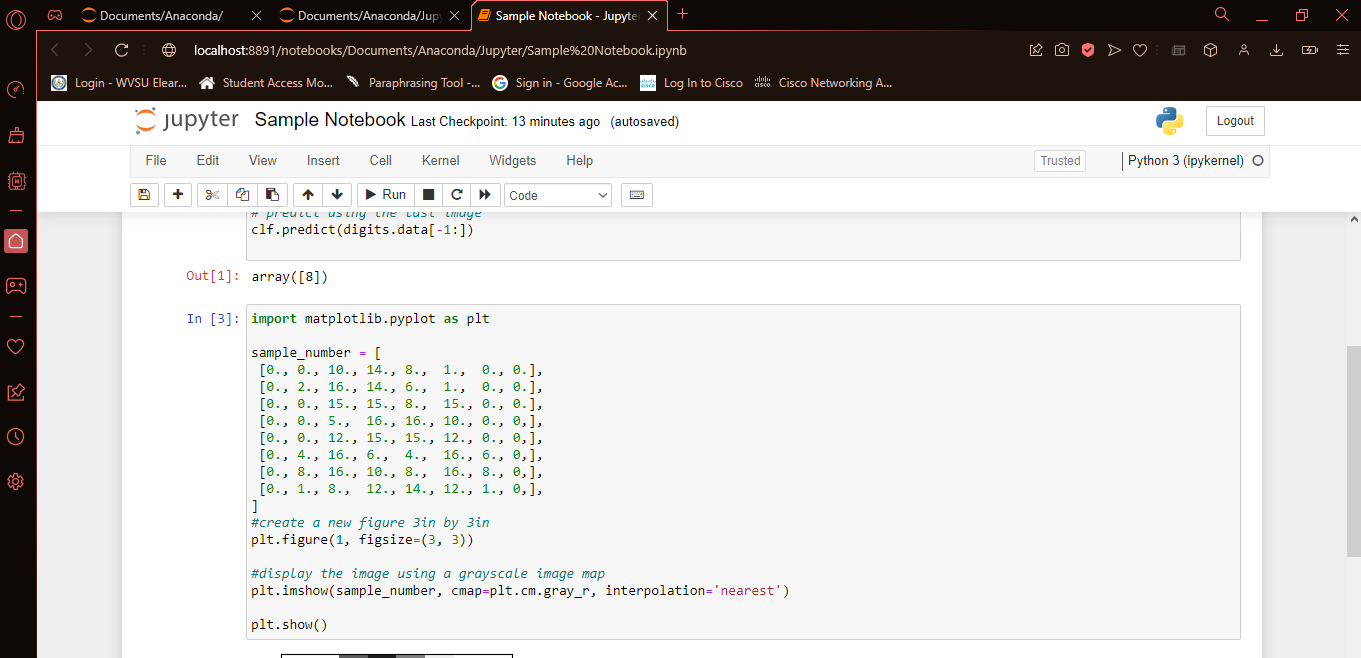 Documents/Anaconda/
Documents/Anaconda/Jup
Sample Notebook - Jupyte
localhost:8891/notebooks/Documents/Anaconda/Jupyter/Sample%20Notebook.ipynb
Login - WVSU Elear...
Student Access Mo...
Paraphrasing Tool -...
Sign in - Google Ac...
Log In to Cisco
Cisco Networking A...
jupyter Sample Notebook Last Checkpoint: 13 minutes ago (autosaved)
Logout
File Edit View Insert Cell Kernel Widgets Help
Trusted
Python 3 (ipykernel)
Run
Code
# predict using the last image
clf.predict(digits.data[-1:])
Out[1]: array([8])
In [3]: import matplotlib.pyplot as plt
sample_number = [
[0., 0., 10., 14., 8., 1., 0., 0.],
[0., 2., 16., 14., 6., 1., 0., 0.],
[0., 0., 15., 15., 8., 15., 0., 0.],
[0., 0., 5., 16., 16., 10., 0., 0,],
[0., 0., 12., 15., 15., 12., 0., 0,],
[0., 4., 16., 6., 4., 16., 6., 0,],
[0., 8., 16., 10., 8., 16., 8., 0,],
[0., 1., 8., 12., 14., 12., 1., 0,],
]
#create a new figure 3in by 3in
plt.figure(1, figsize=(3, 3))
#display the image using a grayscale image map
plt.imshow(sample_number, cmap=plt.cm.gray_r, interpolation='nearest')
plt.show()